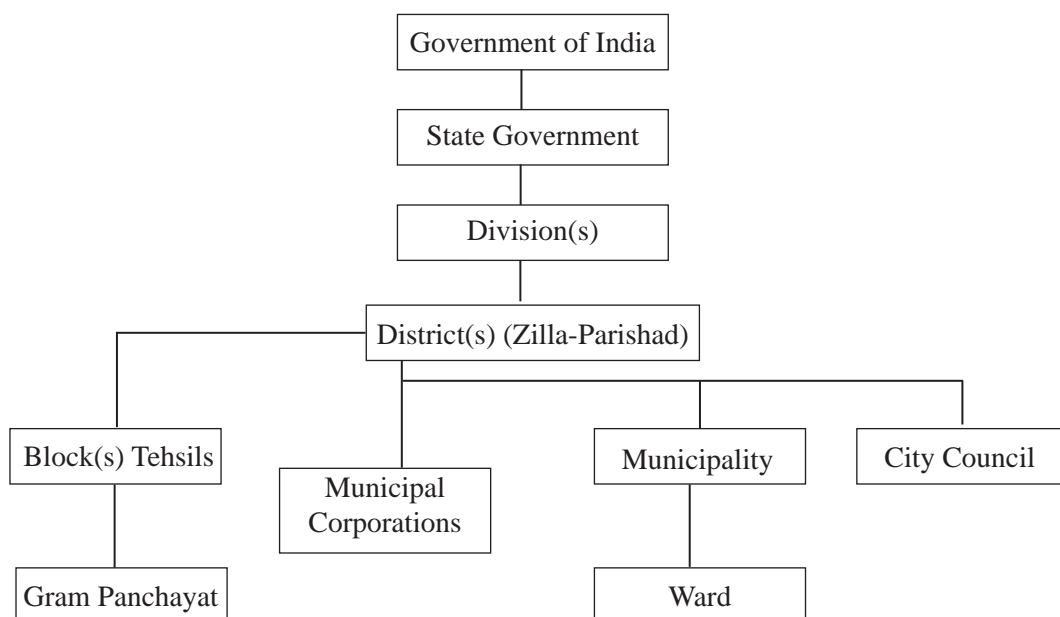 Government of India
State Government
Division(s)
District(s) (Zilla-Parishad)
Block(s) Tehsils
Municipal
Corporations
Municipality
City Council
Gram Panchayat
Ward